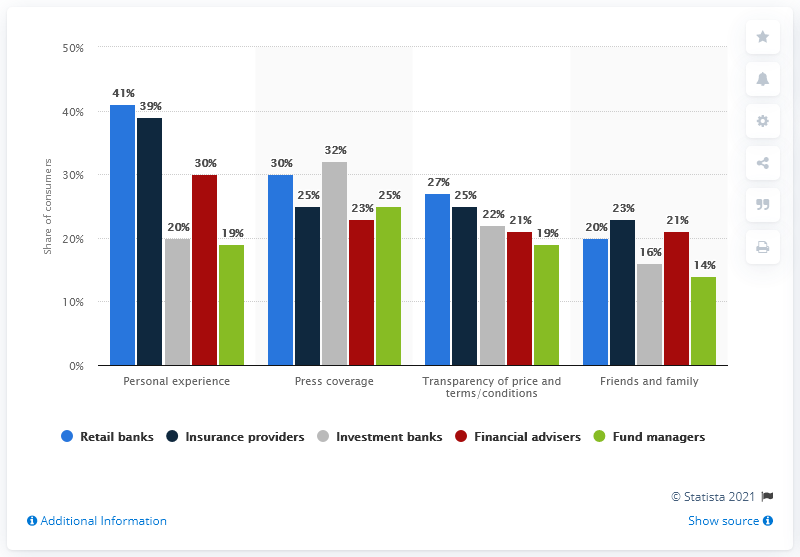 50%
40%
30%
20%
10%
0%
Share of consumers
41%
39%
20%
30%
19%
30%
25%
32%
23%
25%
27%
25%
22%
21%
19%
20%
23%
16%
21%
14%
Personal experience
Press coverage
Transparency of price and
terms/conditions
Friends and family
Retail banks
Insurance providers
Investment banks
Financial advisers
Fund managers
© Statista 2021
Additional Information
Show source